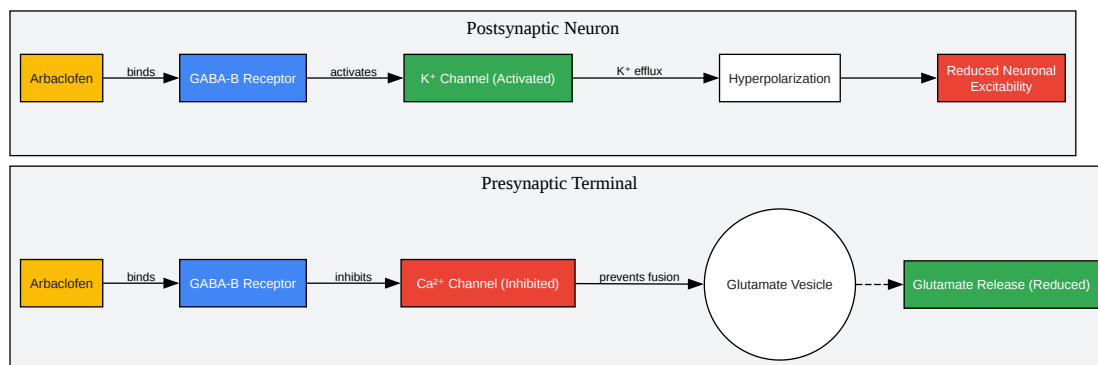 Postsynaptic Neuron
Arbaclofen
binds
GABA-B Receptor
activates
K⁺ Channel (Activated)
K⁺ efflux
Hyperpolarization
Reduced Neuronal
Excitability
Presynaptic Terminal
Arbaclofen
binds
GABA-B Receptor
inhibits
Ca²⁺ Channel (Inhibited)
prevents fusion
Glutamate Vesicle
Glutamate Release (Reduced)